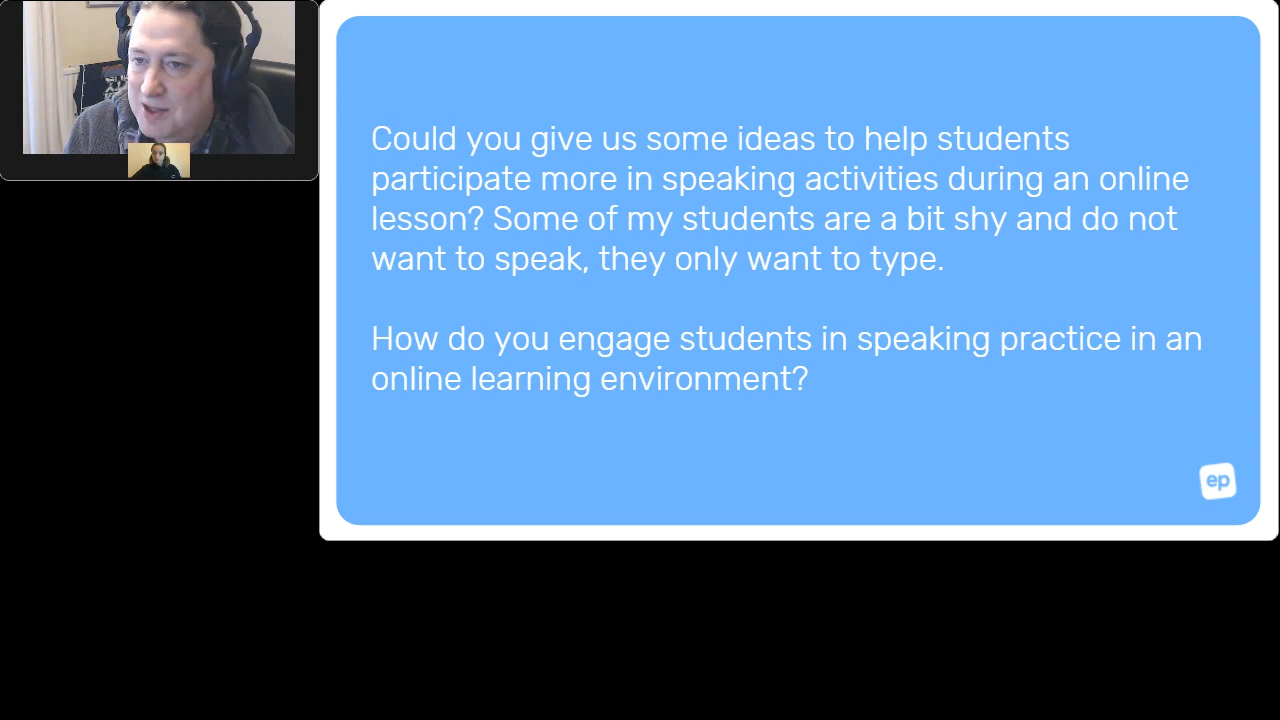 Could you give us some ideas to help students
participate more in speaking activities during an online
lesson? Some of my students are a bit shy and do not
want to speak, they only want to type.
How do you engage students in speaking practice in an
online learning environment?
ep